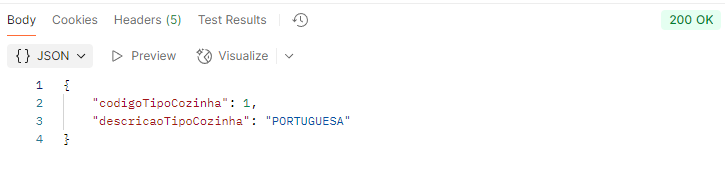 Body Cookies Headers (5) Test Results 200 OK
{} JSON Preview Visualize
1 {
2 "codigoTipoCozinha": 1,
3 "descricaoTipoCozinha": "PORTUGUESA"
4 }